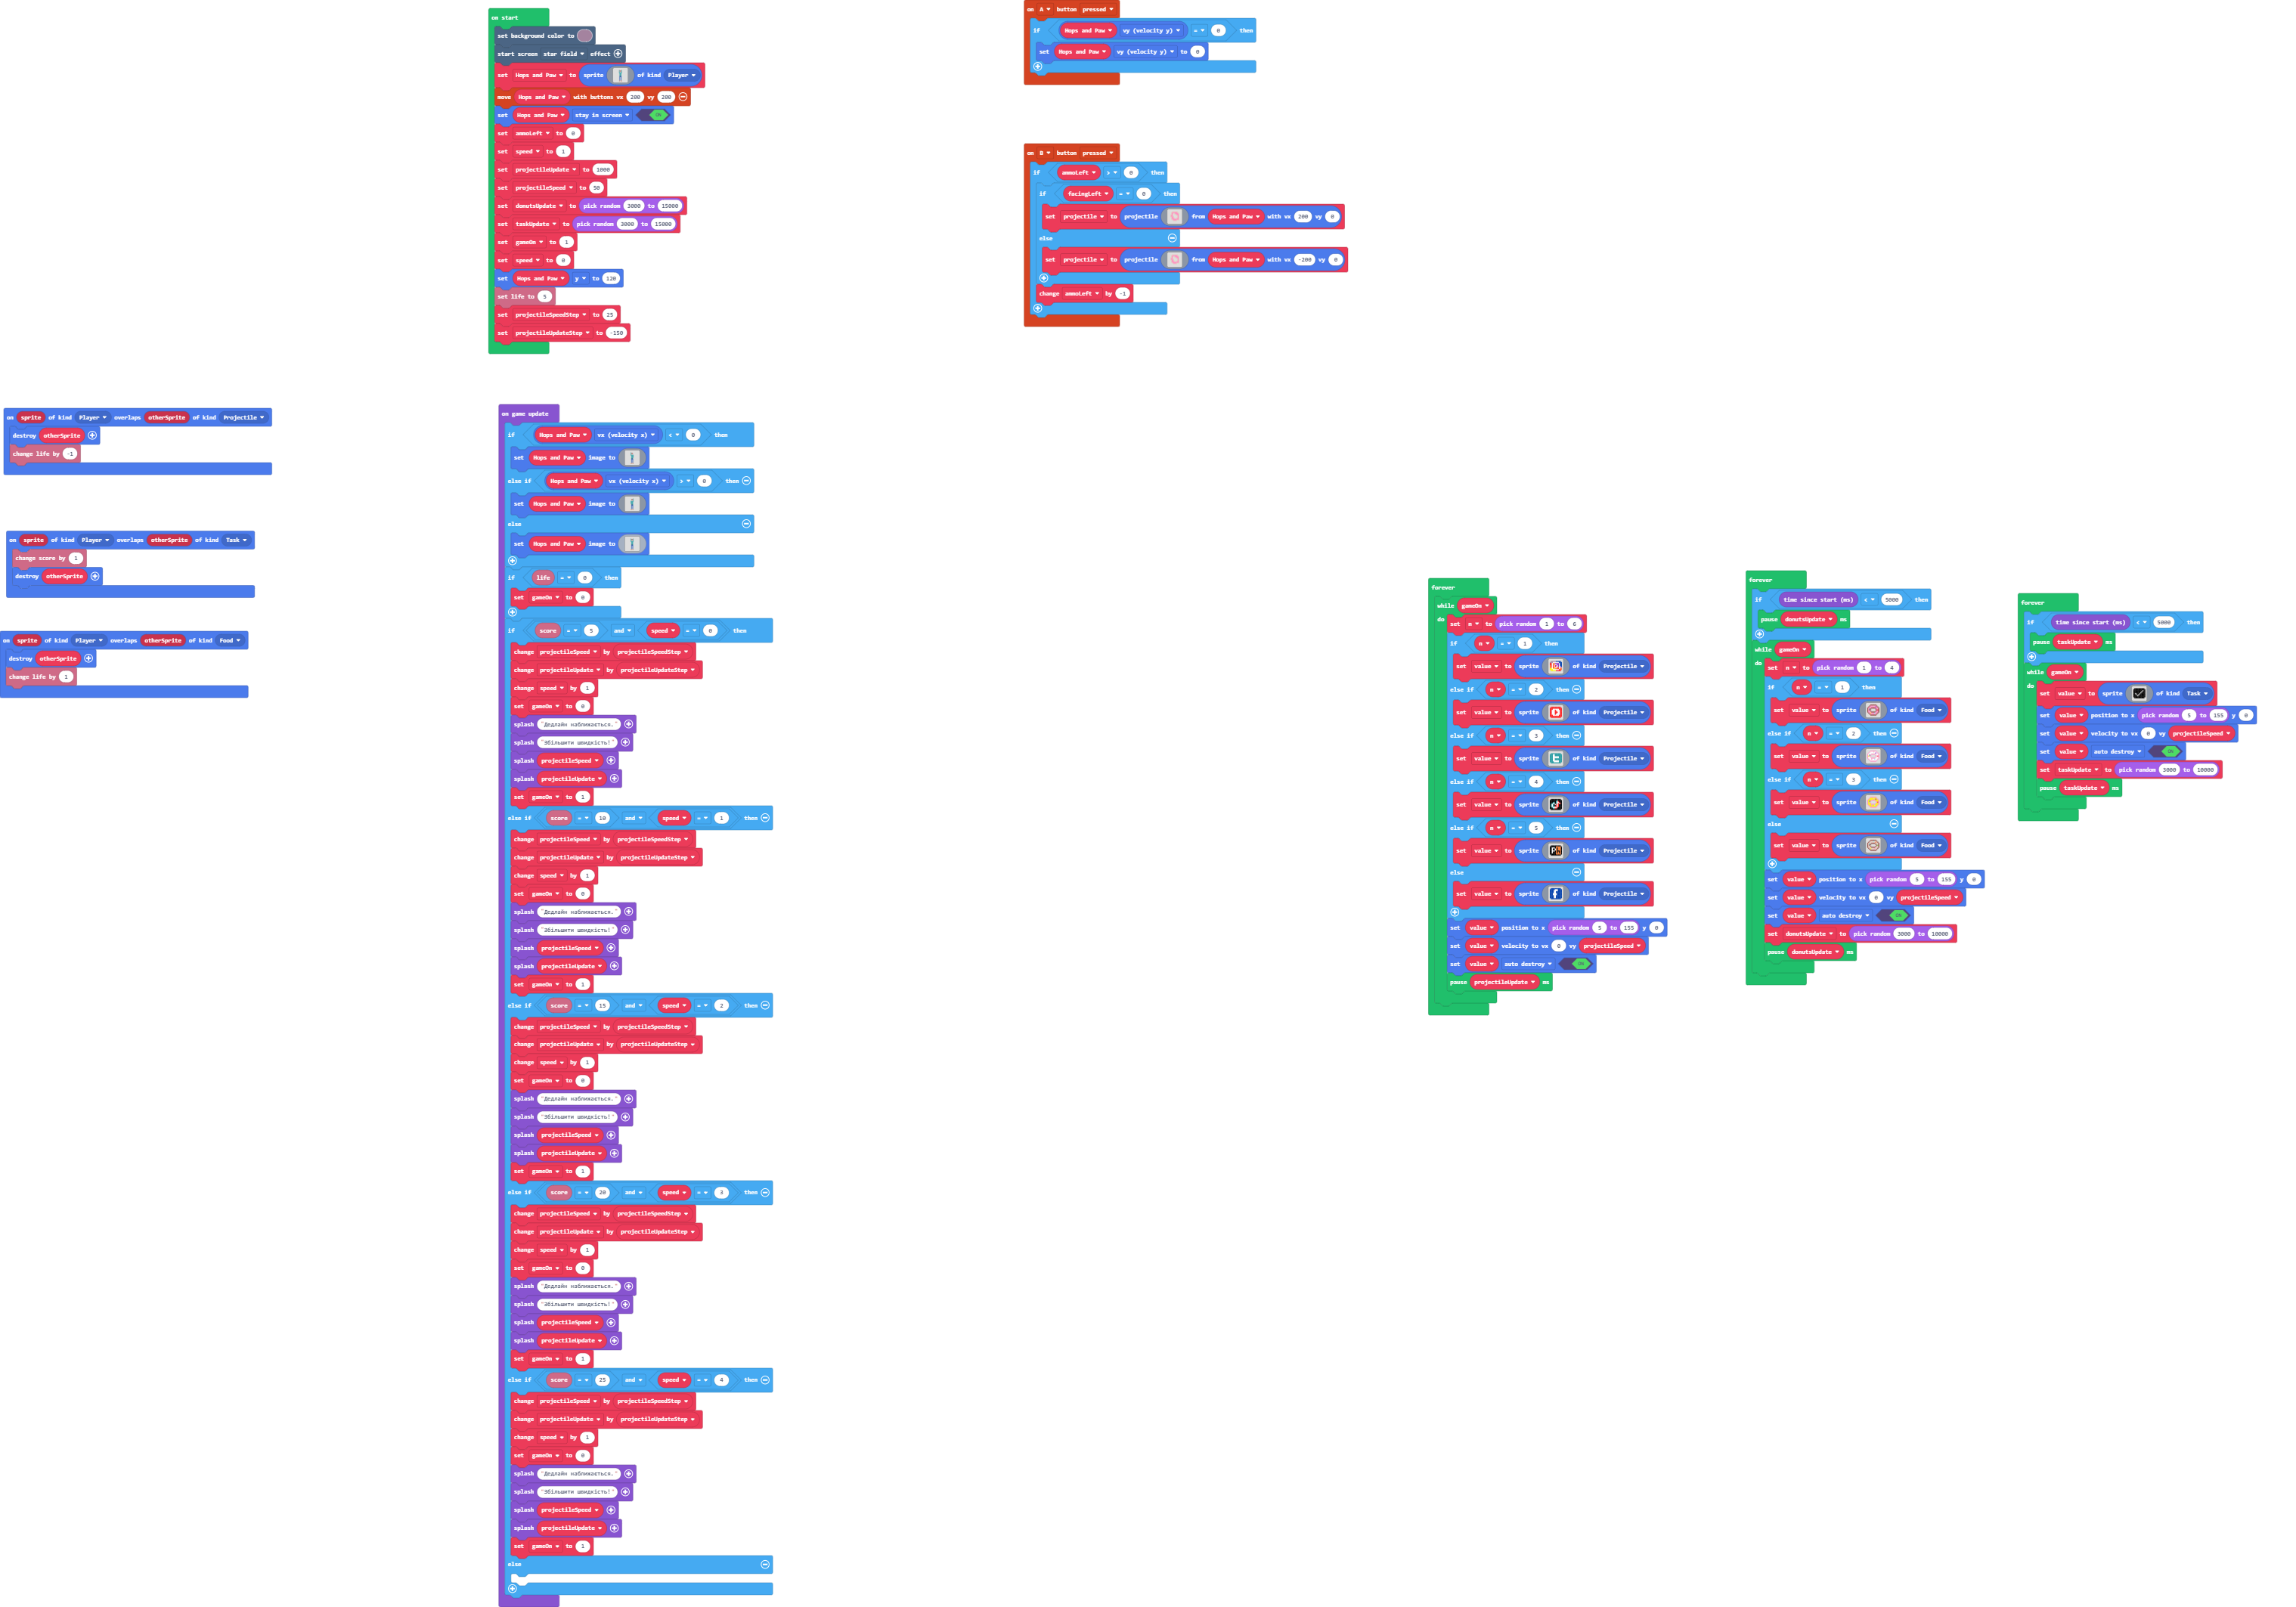 on start
set background color to
start screen star field effect
set Hops and Paw to sprite of kind Player
move Hops and Paw with buttons vx 200 vy 200
set Hops and Paw stay in screen ON
set ammoLeft to 0
set speed to 1
set projectileUpdate to 1000
set projectileSpeed to 50
set donutsUpdate to pick random 3000 to 15000
set taskUpdate to pick random 3000 to 15000
set gameOn to 1
set speed to 0
set Hops and Paw y to 120
set life to 5
set projectileSpeedStep to 25
set projectileUpdateStep to -150
on A button pressed
if Hops and Paw vy (velocity y) = 0 then
set Hops and Paw vy (velocity y) to 0
on B button pressed
if ammoLeft > 0 then
if facingLeft = 0 then
set projectile to projectile from Hops and Paw with vx 200 vy 0
else
set projectile to projectile from Hops and Paw with vx -200 vy 0
change ammoLeft by -1
on sprite of kind Player overlaps otherSprite of kind Projectile
destroy otherSprite
change life by -1
on sprite of kind Player overlaps otherSprite of kind Task
change score by 1
destroy otherSprite
on sprite of kind Player overlaps otherSprite of kind Food
destroy otherSprite
change life by 1
on game update
if Hops and Paw vx (velocity x) < 0 then
set Hops and Paw image to
else if Hops and Paw vx (velocity x) > 0 then
set Hops and Paw image to
else
set Hops and Paw image to
if life = 0 then
set gameOn to 0
if score = 5 and speed = 0 then
change projectileSpeed by projectileSpeedStep
change projectileUpdate by projectileUpdateStep
change speed by 1
set gameOn to 0
splash "Дедлайн наближається."
splash "Збільшити швидкість!"
splash projectileSpeed
splash projectileUpdate
set gameOn to 1
else if score = 10 and speed = 1 then
change projectileSpeed by projectileSpeedStep
change projectileUpdate by projectileUpdateStep
change speed by 1
set gameOn to 0
splash "Дедлайн наближається."
splash "Збільшити швидкість!"
splash projectileSpeed
splash projectileUpdate
set gameOn to 1
else if score = 15 and speed = 2 then
change projectileSpeed by projectileSpeedStep
change projectileUpdate by projectileUpdateStep
change speed by 1
set gameOn to 0
splash "Дедлайн наближається."
splash "Збільшити швидкість!"
splash projectileSpeed
splash projectileUpdate
set gameOn to 1
else if score = 20 and speed = 3 then
change projectileSpeed by projectileSpeedStep
change projectileUpdate by projectileUpdateStep
change speed by 1
set gameOn to 0
splash "Дедлайн наближається."
splash "Збільшити швидкість!"
splash projectileSpeed
splash projectileUpdate
set gameOn to 1
else if score = 25 and speed = 4 then
change projectileSpeed by projectileSpeedStep
change projectileUpdate by projectileUpdateStep
change speed by 1
set gameOn to 0
splash "Дедлайн наближається."
splash "Збільшити швидкість!"
splash projectileSpeed
splash projectileUpdate
set gameOn to 1
else
forever
while gameOn
do set n to pick random 1 to 6
if n = 1 then
set value to sprite of kind Projectile
else if n = 2 then
set value to sprite of kind Projectile
else if n = 3 then
set value to sprite of kind Projectile
else if n = 4 then
set value to sprite of kind Projectile
else if n = 5 then
set value to sprite of kind Projectile
else
set value to sprite of kind Projectile
set value position to x pick random 5 to 155 y 0
set value velocity to vx 0 vy projectileSpeed
set value auto destroy ON
pause projectileUpdate ms
forever
if time since start (ms) < 5000 then
pause donutsUpdate ms
while gameOn
do set n to pick random 1 to 4
if n = 1 then
set value to sprite of kind Food
else if n = 2 then
set value to sprite of kind Food
else if n = 3 then
set value to sprite of kind Food
else
set value to sprite of kind Food
set value position to x pick random 5 to 155 y 0
set value velocity to vx 0 vy projectileSpeed
set value auto destroy ON
set donutsUpdate to pick random 3000 to 10000
pause donutsUpdate ms
forever
if time since start (ms) < 5000 then
pause taskUpdate ms
while gameOn
do set value to sprite of kind Task
set value position to x pick random 5 to 155 y 0
set value velocity to vx 0 vy projectileSpeed
set value auto destroy ON
set taskUpdate to pick random 3000 to 10000
pause taskUpdate ms